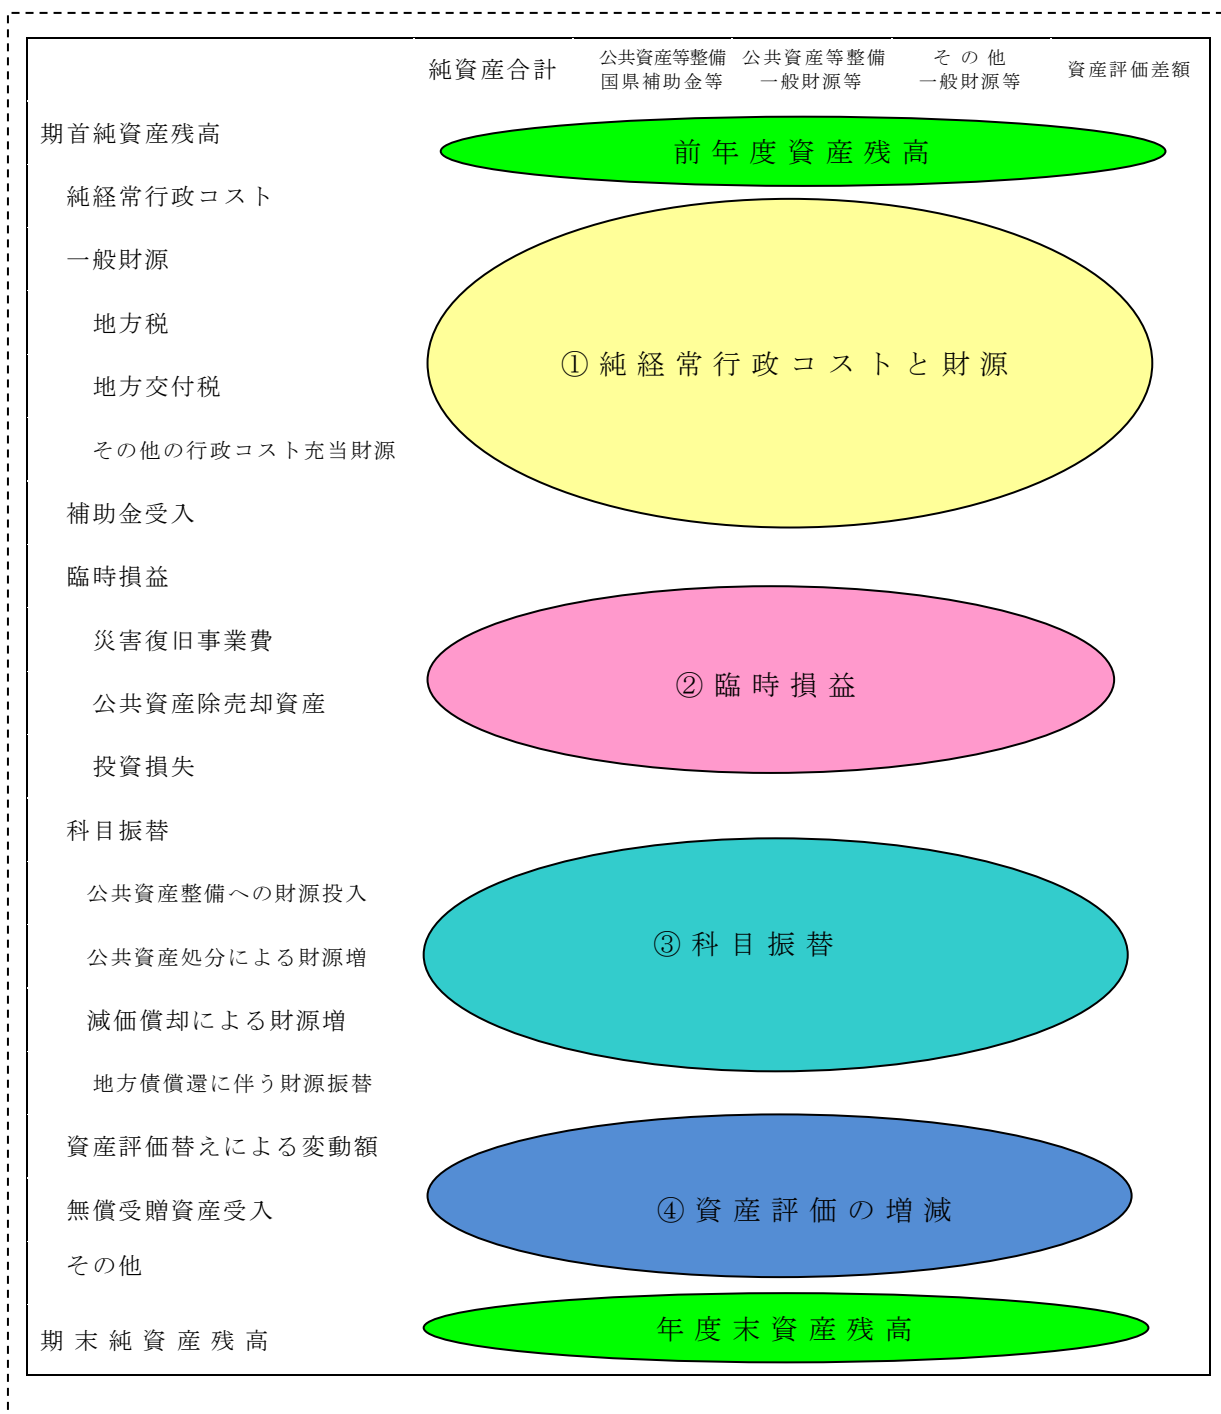 純資産合計
公共資産等整備
国県補助金等
公共資産等整備
一般財源等
その他
一般財源等
資産評価差額
期首純資産残高
前年度資産残高
純経常行政コスト
一般財源
地方税
①純経常行政コストと財源
地方交付税
その他の行政コスト充当財源
補助金受入
臨時損益
災害復旧事業費
②臨時損益
公共資産除売却資産
投資損失
科目振替
公共資産整備への財源投入
③科目振替
公共資産処分による財源増
減価償却による財源増
地方債償還に伴う財源振替
資産評価替えによる変動額
無償受贈資産受入
④資産評価の増減
その他
年度末資産残高
期末純資産残高